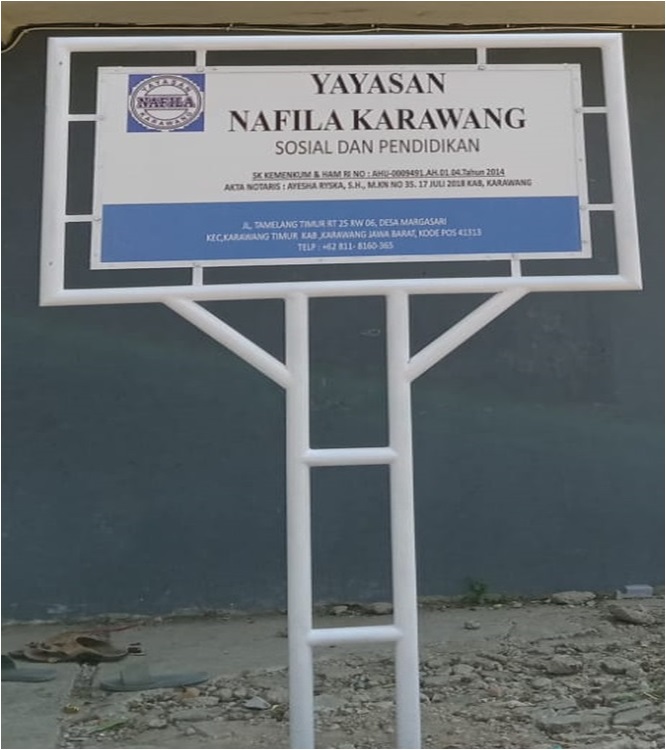 YAYASAN
NAFILA
KARAWANG
YAYASAN
NAFILA KARAWANG
SOSIAL DAN PENDIDIKAN
SK KEMENKUM & HAM RI NO : AHU-0009491.AH.01.04.Tahun 2014
AKTA NOTARIS : AYESHA RYSKA, S.H., M.KN NO 35. 17 JULI 2018 KAB, KARAWANG
JL, TAMELANG TIMUR RT 25 RW 06, DESA MARGASARI
KEC,KARAWANG TIMUR KAB ,KARAWANG JAWA BARAT, KODE POS 41313
TELP : +62 811- 8160-365